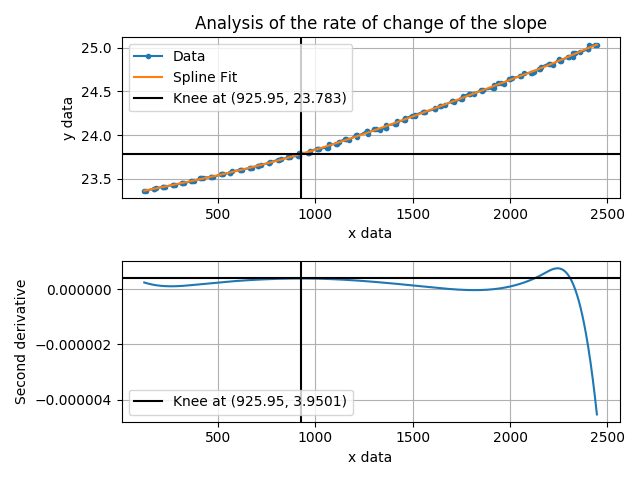 Analysis of the rate of change of the slope
25.0
24.5
24.0
23.5
y data
Data
Spline Fit
Knee at (925.95, 23.783)
500 1000 1500 2000 2500
x data
0.000000
−0.000002
−0.000004
Second derivative
Knee at (925.95, 3.9501)
500 1000 1500 2000 2500
x data